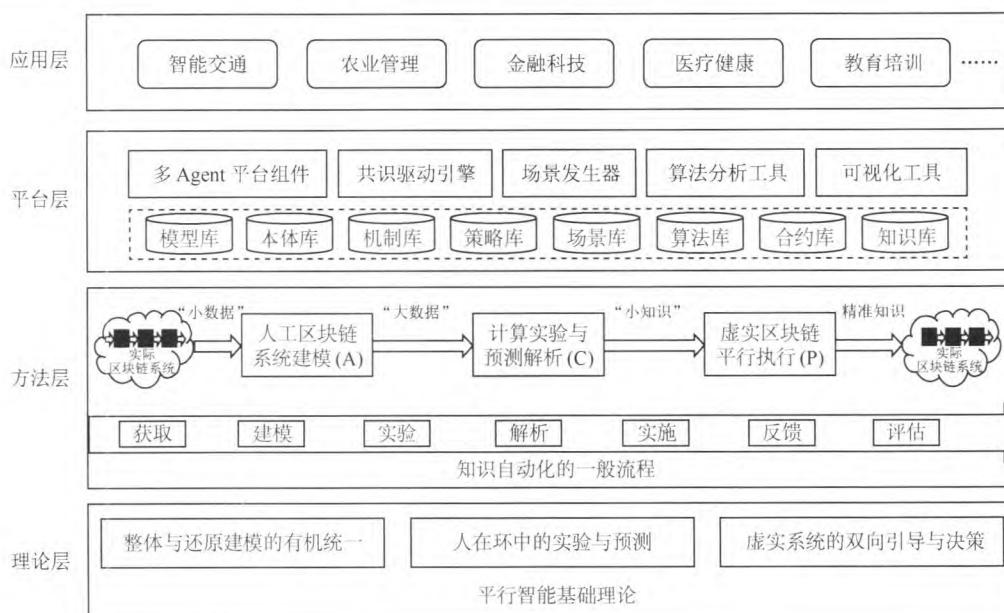 应用层
智能交通
农业管理
金融科技
医疗健康
教育培训
……
平台层
多 Agent 平台组件
共识驱动引擎
场景发生器
算法分析工具
可视化工具
模型库
本体库
机制库
策略库
场景库
算法库
合约库
知识库
方法层
实际
区块链系统
“小数据”
人工区块链
系统建模 (A)
“大数据”
计算实验与
预测解析 (C)
“小知识”
虚实区块链
平行执行 (P)
精准知识
实际
区块链系统
获取
建模
实验
解析
实施
反馈
评估
知识自动化的一般流程
理论层
整体与还原建模的有机统一
人在环中的实验与预测
虚实系统的双向引导与决策
平行智能基础理论